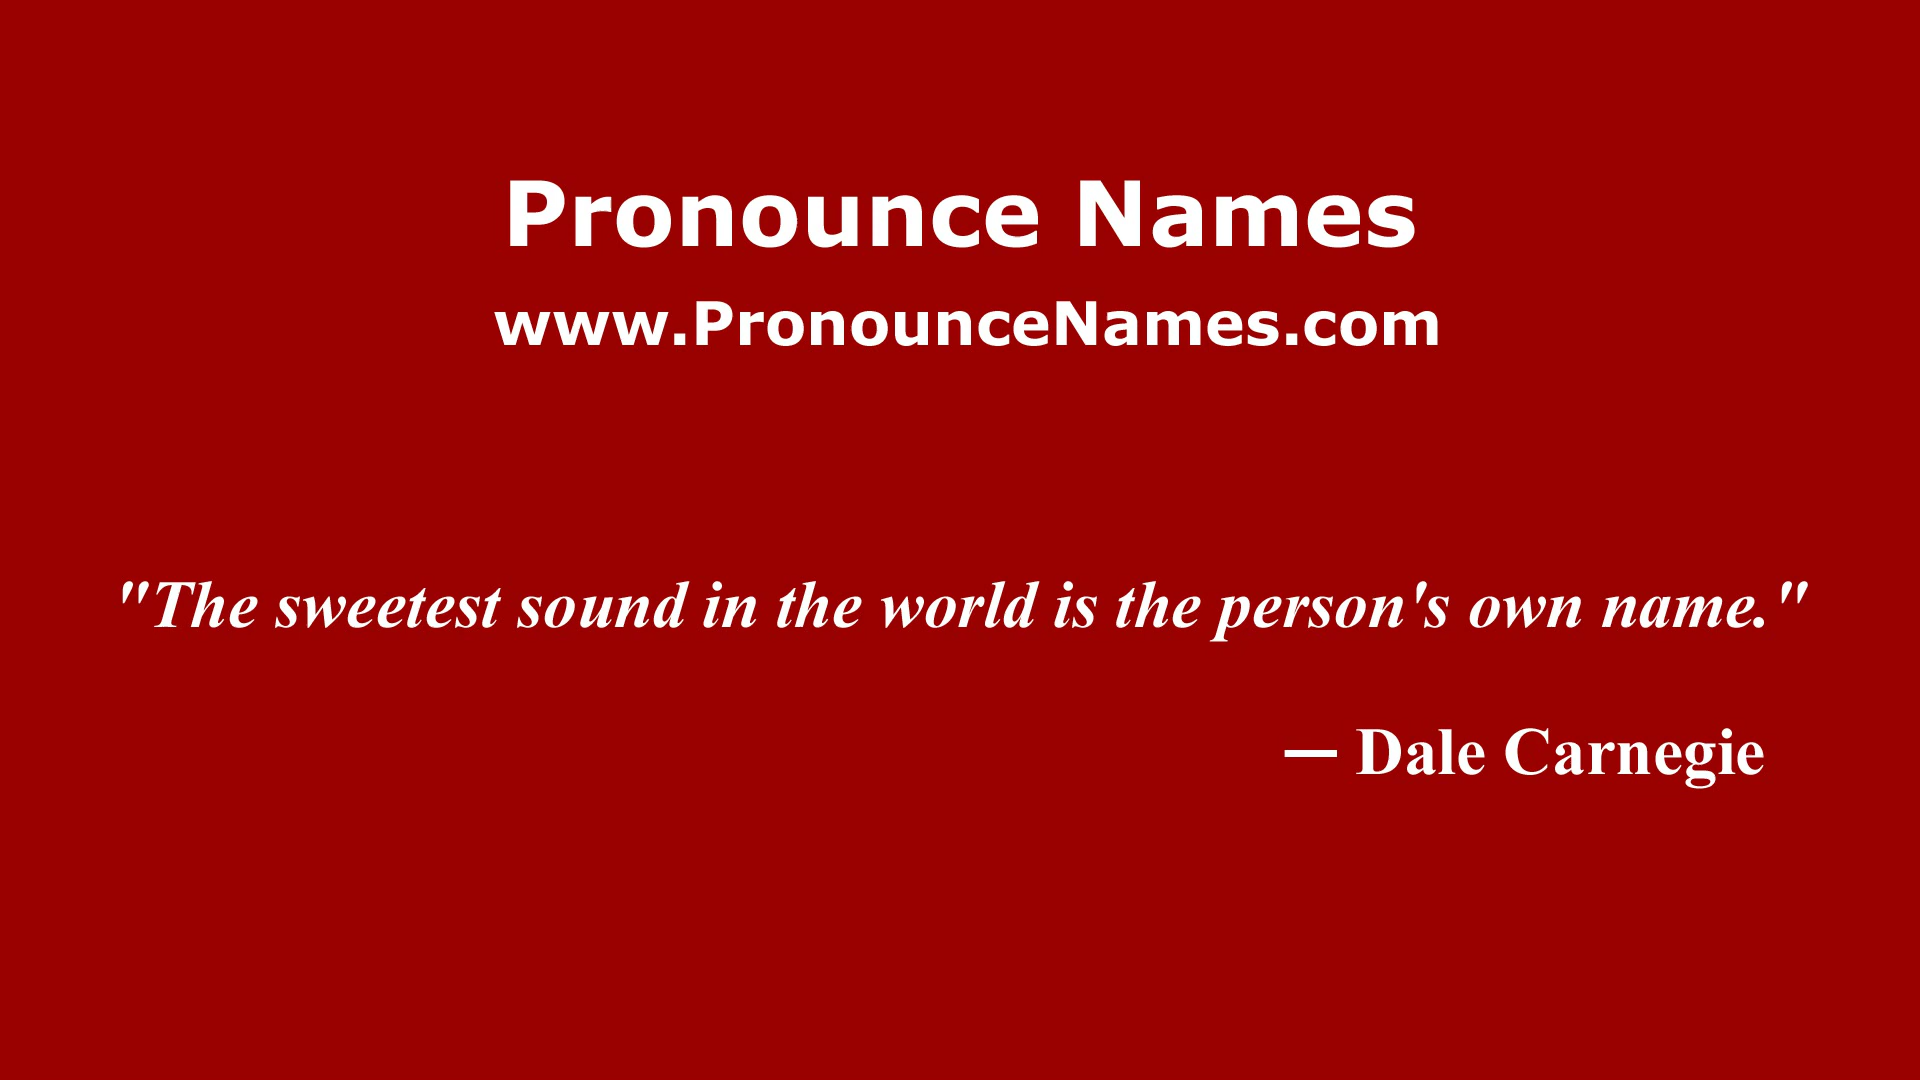 Pronounce Names
www.PronounceNames.com
"The sweetest sound in the world is the person's own name."
— Dale Carnegie